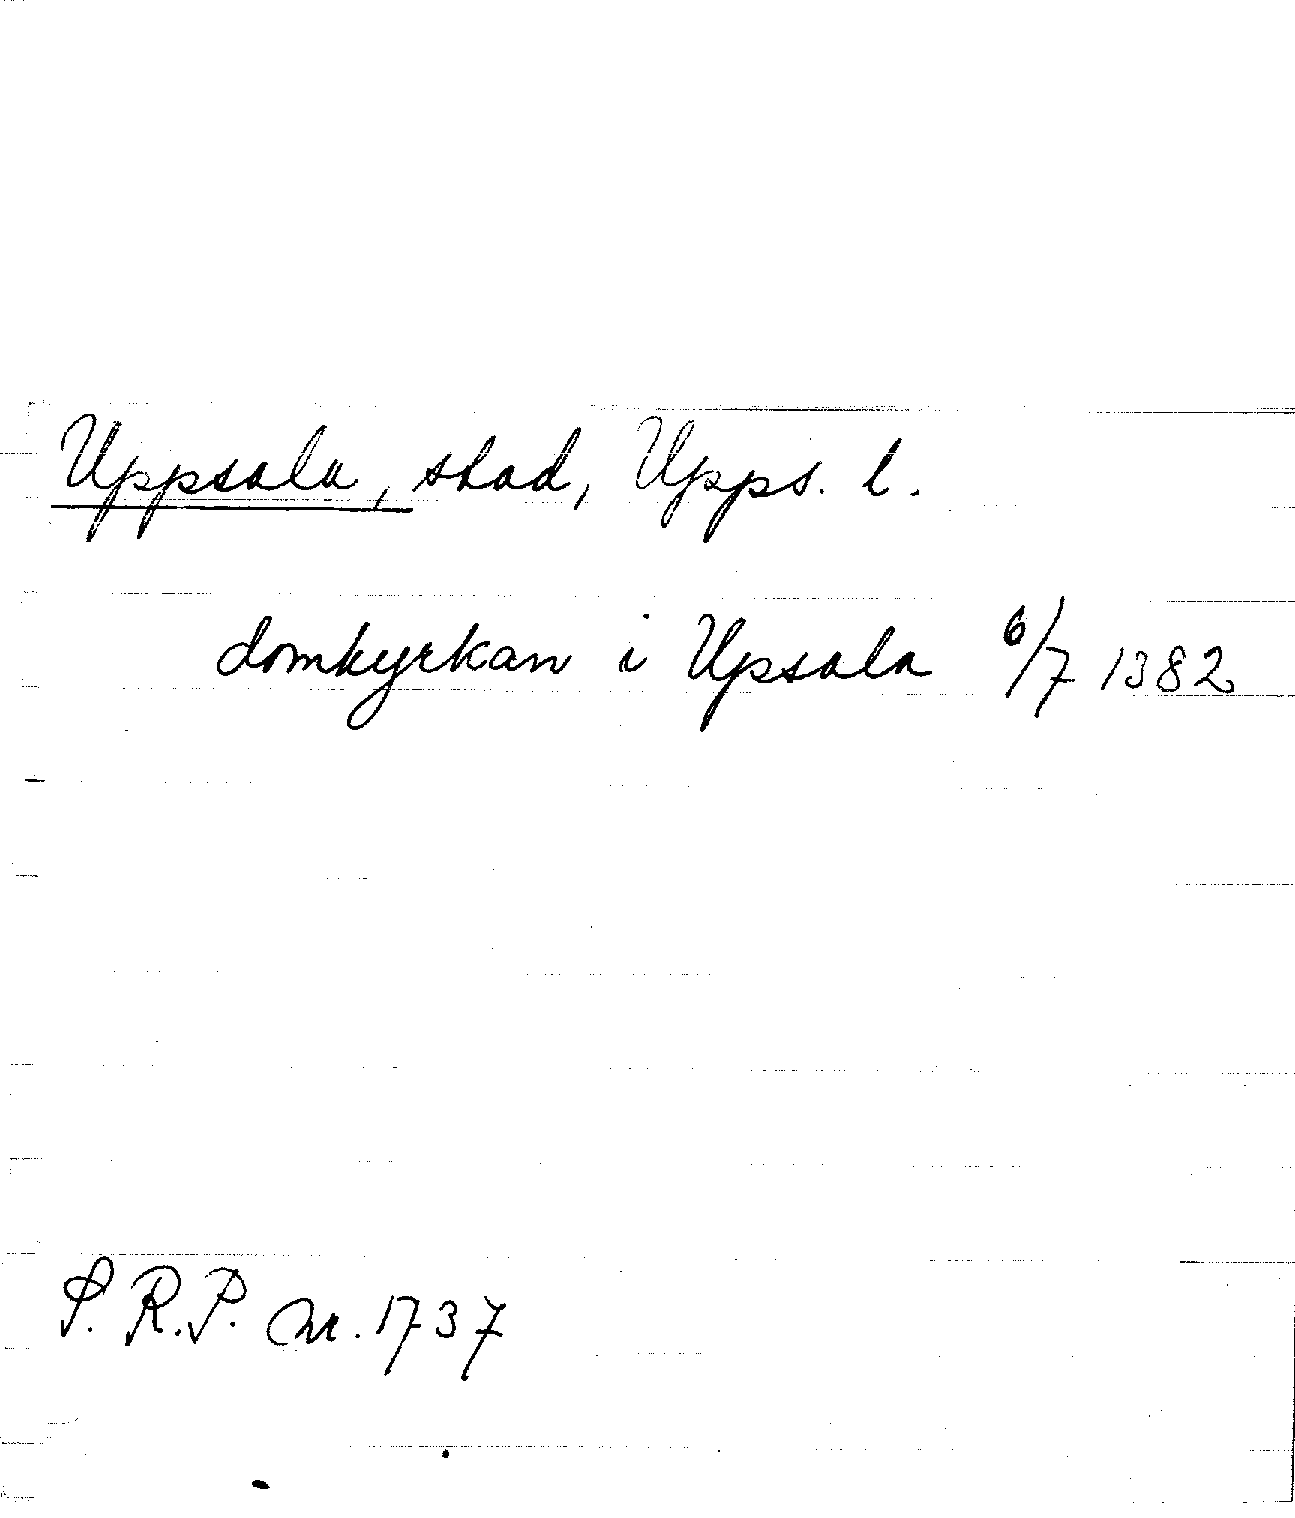 Uppsala, stad, Upps. l.
domkyrkan i Upsala 6/7 1382
S.R.P. nr. 1737